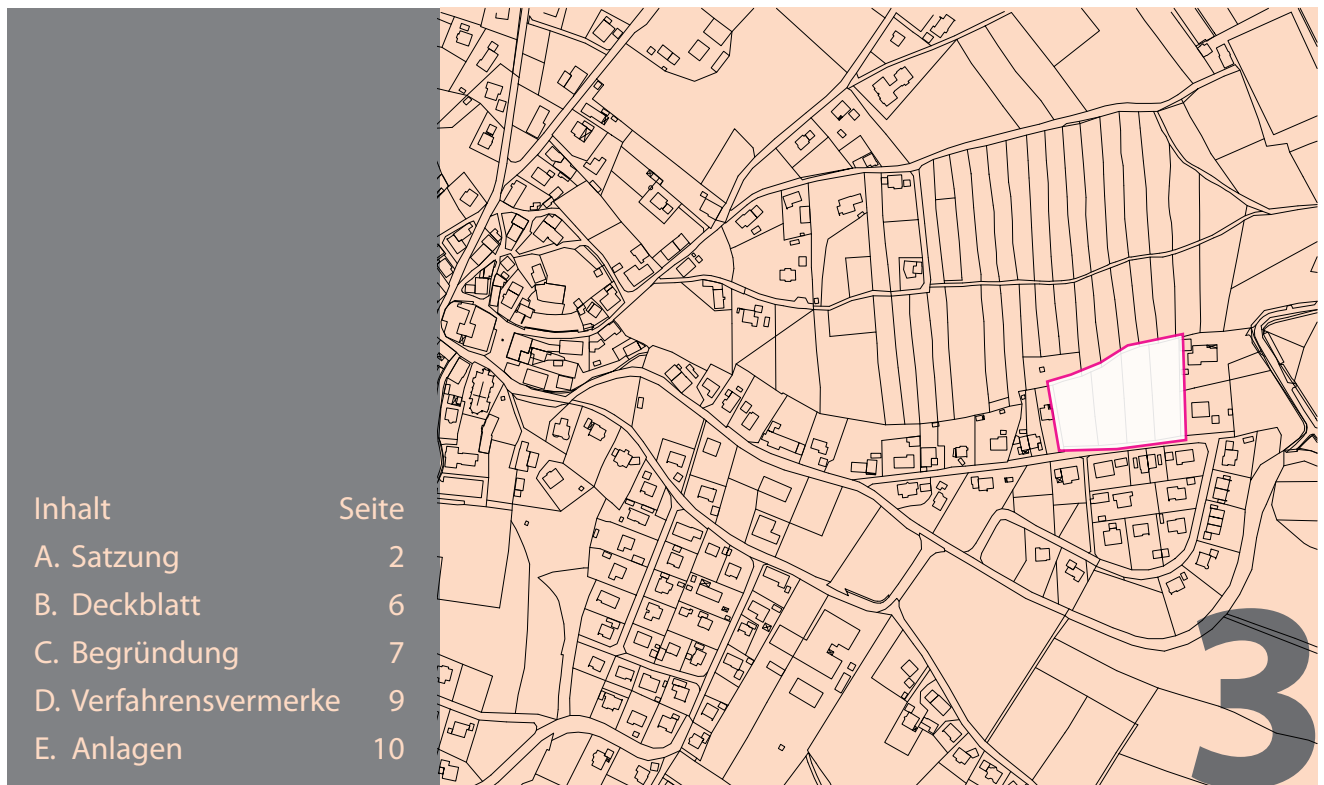 Inhalt Seite
A. Satzung 2
B. Deckblatt 6
C. Begründung 7
D. Verfahrensvermerke 9
E. Anlagen 10
3